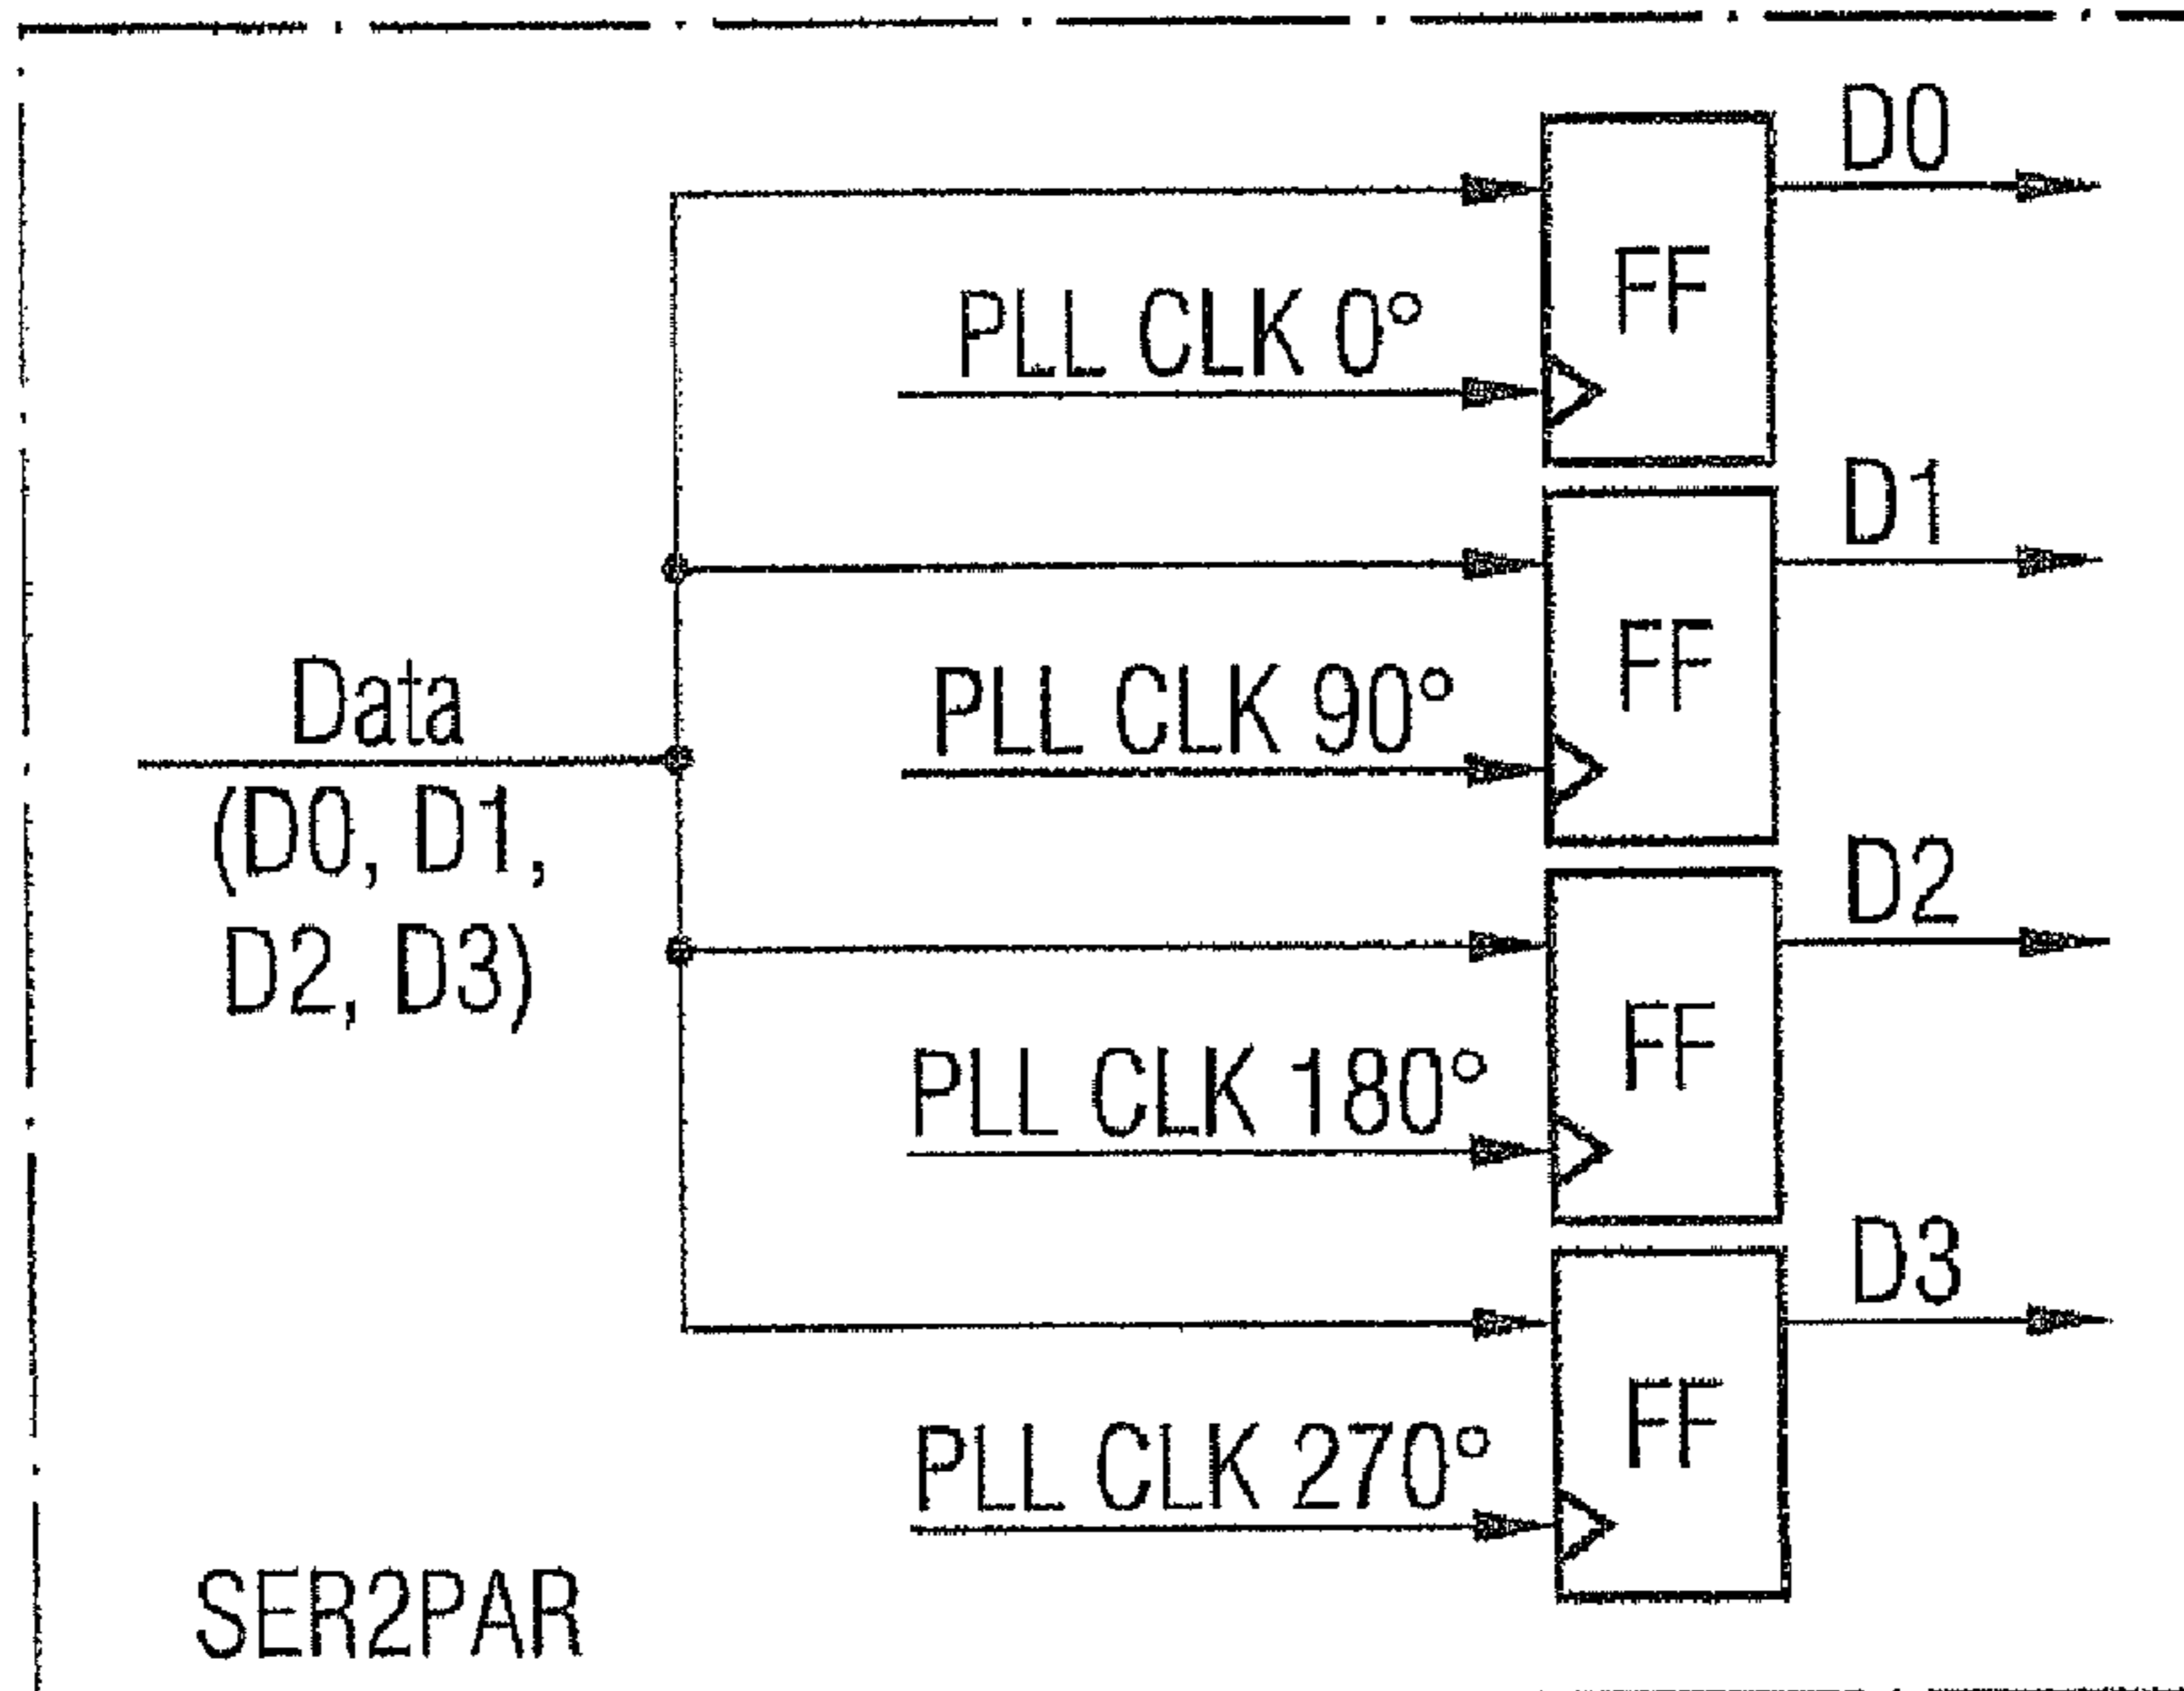 D0
FF
PLL CLK 0°
D1
FF
Data
PLL CLK 90°
(D0, D1,
D2, D3)
D2
FF
PLL CLK 180°
D3
FF
PLL CLK 270°
SER2PAR